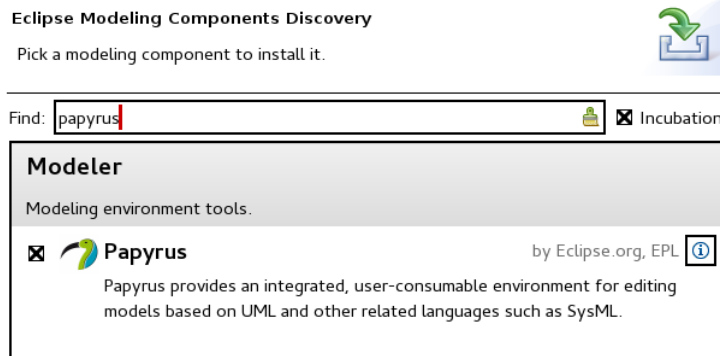 Eclipse Modeling Components Discovery
Pick a modeling component to install it.
Find: papyrus Incubation
Modeler
Modeling environment tools.
Papyrus by Eclipse.org, EPL
Papyrus provides an integrated, user-consumable environment for editing
models based on UML and other related languages such as SysML.